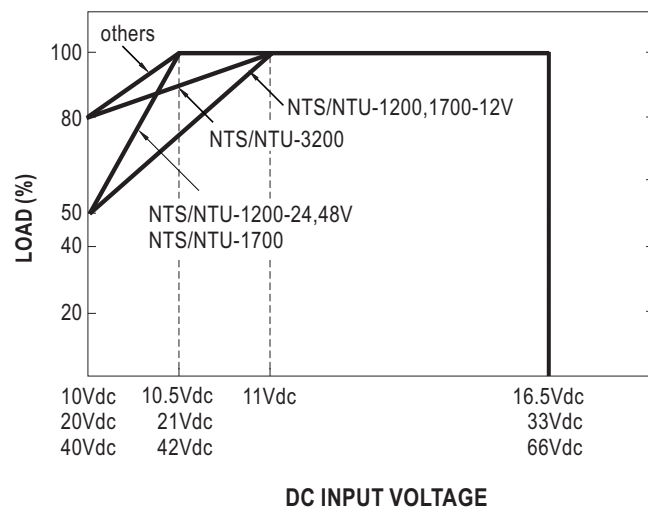 others
100
80
50
40
20
LOAD (%)
NTS/NTU-1200,1700-12V
NTS/NTU-3200
NTS/NTU-1200-24,48V
NTS/NTU-1700
10Vdc 10.5Vdc 11Vdc 16.5Vdc
20Vdc 21Vdc 33Vdc
40Vdc 42Vdc 66Vdc
DC INPUT VOLTAGE